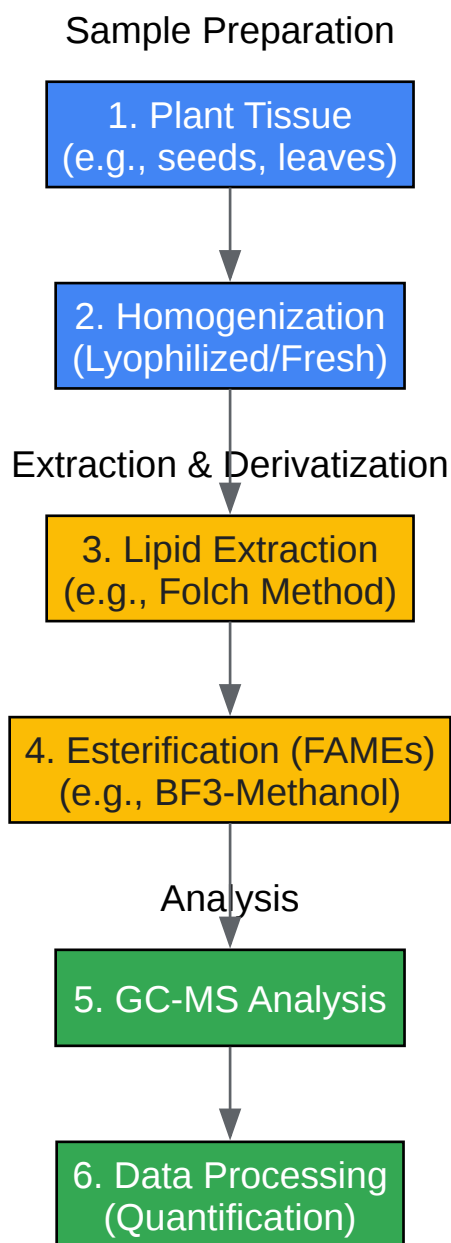 Sample Preparation
1. Plant Tissue
(e.g., seeds, leaves)
2. Homogenization
(Lyophilized/Fresh)
Extraction & Derivatization
3. Lipid Extraction
(e.g., Folch Method)
4. Esterification (FAMEs)
(e.g., BF3-Methanol)
Analysis
5. GC-MS Analysis
6. Data Processing
(Quantification)